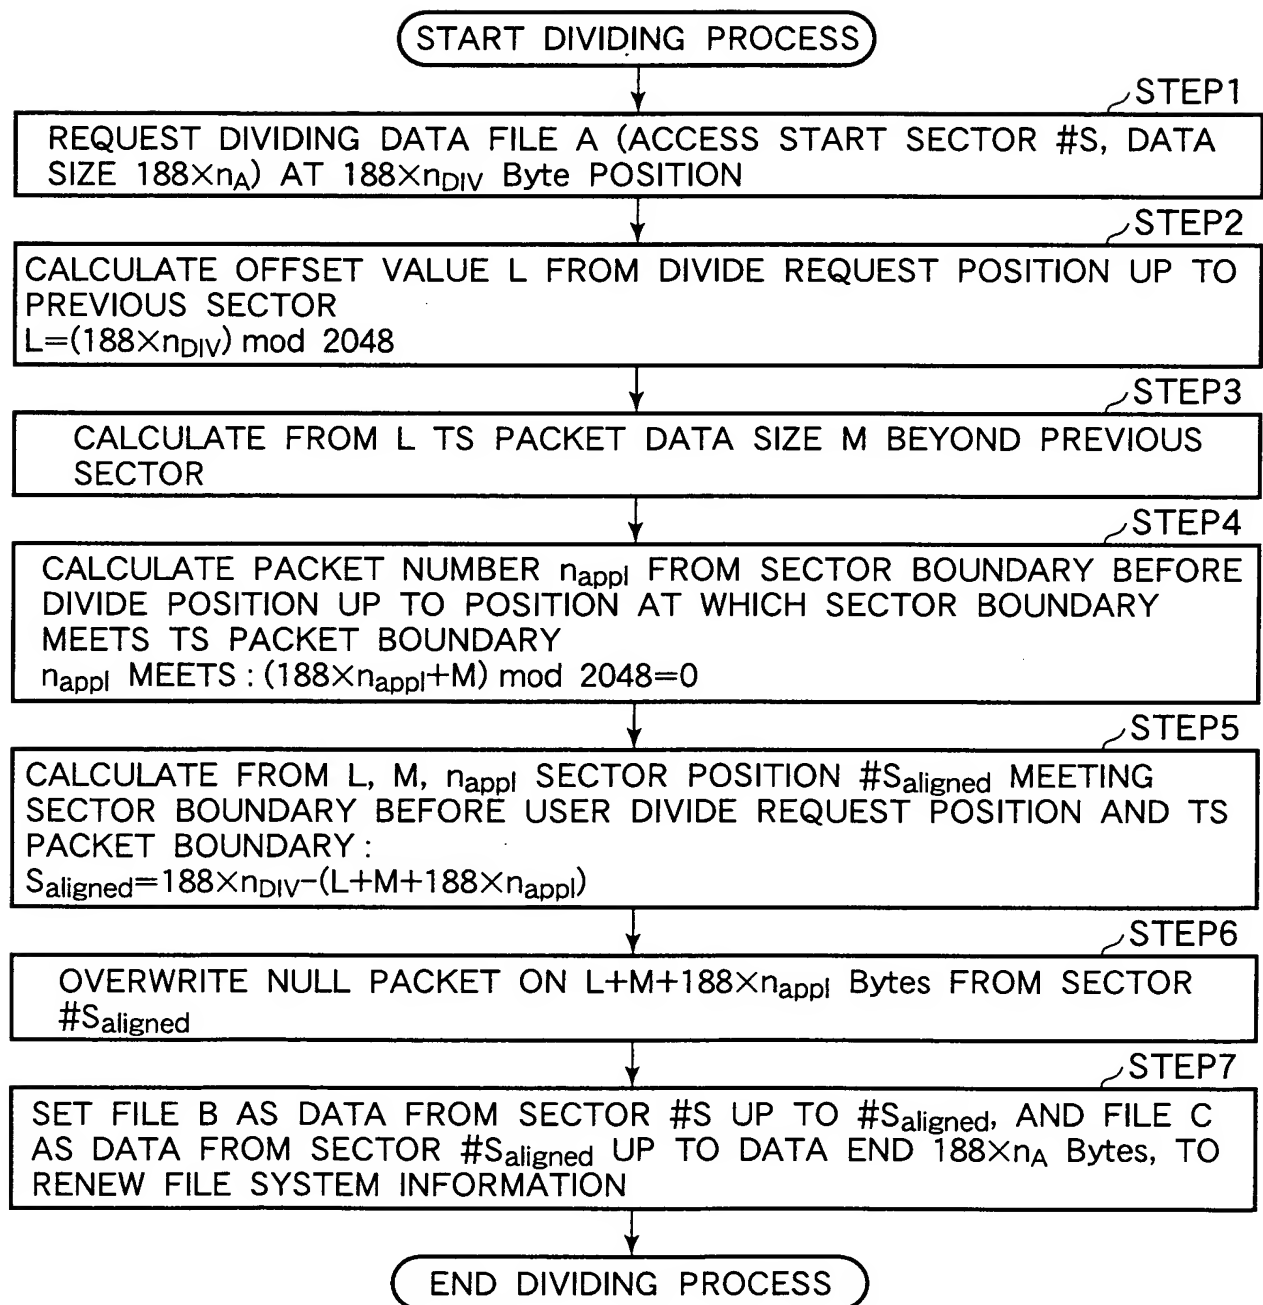 START DIVIDING PROCESS
STEP1
REQUEST DIVIDING DATA FILE A (ACCESS START SECTOR #S, DATA
SIZE 188×nA) AT 188×nDIV Byte POSITION
STEP2
CALCULATE OFFSET VALUE L FROM DIVIDE REQUEST POSITION UP TO
PREVIOUS SECTOR
L=(188×nDIV) mod 2048
STEP3
CALCULATE FROM L TS PACKET DATA SIZE M BEYOND PREVIOUS
SECTOR
STEP4
CALCULATE PACKET NUMBER nappl FROM SECTOR BOUNDARY BEFORE
DIVIDE POSITION UP TO POSITION AT WHICH SECTOR BOUNDARY
MEETS TS PACKET BOUNDARY
nappl MEETS : (188×nappl+M) mod 2048=0
STEP5
CALCULATE FROM L, M, nappl SECTOR POSITION #Saligned MEETING
SECTOR BOUNDARY BEFORE USER DIVIDE REQUEST POSITION AND TS
PACKET BOUNDARY :
Saligned=188×nDIV-(L+M+188×nappl)
STEP6
OVERWRITE NULL PACKET ON L+M+188×nappl Bytes FROM SECTOR
#Saligned
STEP7
SET FILE B AS DATA FROM SECTOR #S UP TO #Saligned, AND FILE C
AS DATA FROM SECTOR #Saligned UP TO DATA END 188×nA Bytes, TO
RENEW FILE SYSTEM INFORMATION
END DIVIDING PROCESS